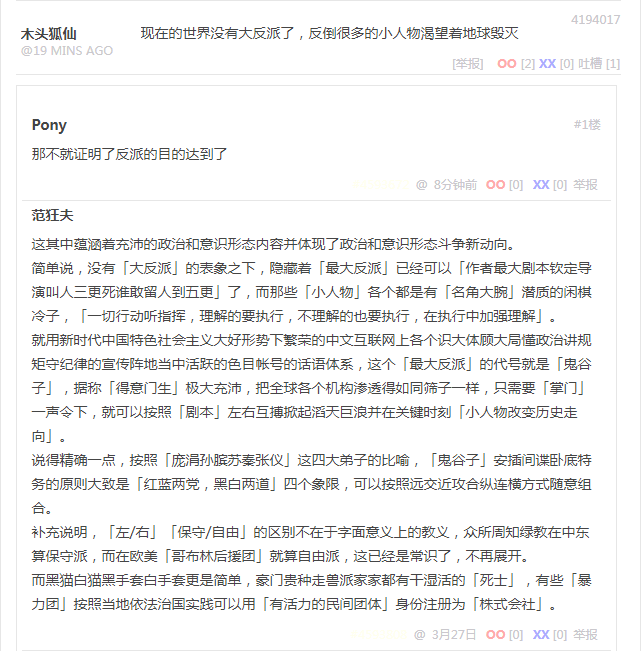 4194017
木头狐仙
现在的世界没有大反派了，反倒很多的小人物渴望着地球毁灭
@19 MINS AGO
[举报] OO [2] XX [0] 吐槽 [1]
Pony
#1楼
那不就证明了反派的目的达到了
@ 8分钟前 OO [0] XX [0] 举报
范狂夫
这其中蕴涵着充沛的政治和意识形态内容并体现了政治和意识形态斗争新动向。
简单说，没有「大反派」的表象之下，隐藏着「最大反派」已经可以「作者最大剧本钦定导
演叫人三更死谁敢留人到五更」了，而那些「小人物」各个都是有「名角大腕」潜质的闲棋
冷子，「一切行动听指挥，理解的要执行，不理解的也要执行，在执行中加强理解」。
就用新时代中国特色社会主义大好形势下繁荣的中文互联网上各个识大体顾大局懂政治讲规
矩守纪律的宣传阵地当中活跃的色目帐号的话语体系，这个「最大反派」的代号就是「鬼谷
子」，据称「得意门生」极大充沛，把全球各个机构渗透得如同筛子一样，只需要「掌门」
一声令下，就可以按照「剧本」左右互搏掀起滔天巨浪并在关键时刻「小人物改变历史走
向」。
说得精确一点，按照「庞涓孙膑苏秦张仪」这四大弟子的比喻，「鬼谷子」安插间谍卧底特
务的原则大致是「红蓝两党，黑白两道」四个象限，可以按照远交近攻合纵连横方式随意组
合。
补充说明，「左/右」「保守/自由」的区别不在于字面意义上的教义，众所周知绿教在中东
算保守派，而在欧美「哥布林后援团」就算自由派，这已经是常识了，不再展开。
而黑猫白猫黑手套白手套更是简单，豪门贵种走兽派家家都有干湿活的「死士」，有些「暴
力团」按照当地依法治国实践可以用「有活力的民间团体」身份注册为「株式会社」。
@ 3月27日 OO [0] XX [0] 举报